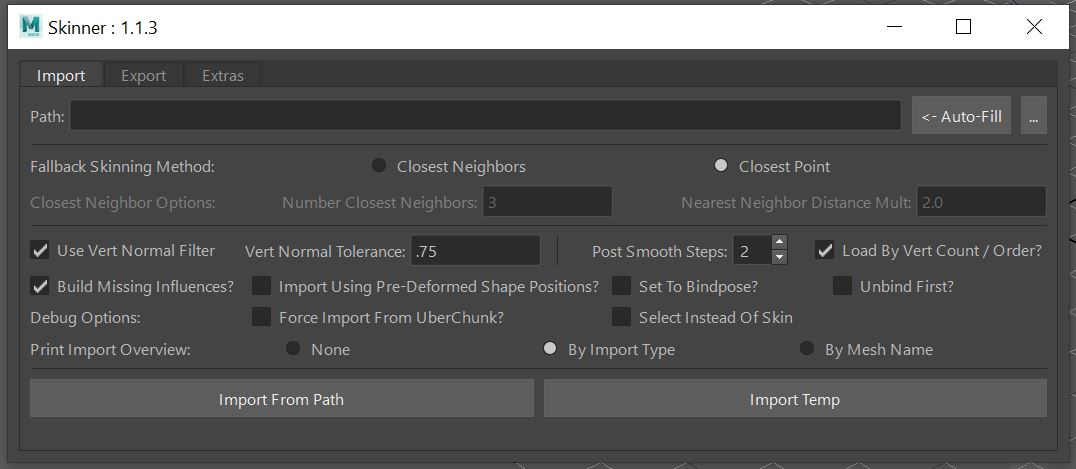 Skinner : 1.1.3
Import Export Extras
Path: <- Auto-Fill ...
Fallback Skinning Method: Closest Neighbors Closest Point
Closest Neighbor Options: Number Closest Neighbors: 3 Nearest Neighbor Distance Mult: 2.0
Use Vert Normal Filter Vert Normal Tolerance: .75 Post Smooth Steps: 2 Load By Vert Count / Order?
Build Missing Influences? Import Using Pre-Deformed Shape Positions? Set To Bindpose? Unbind First?
Debug Options: Force Import From UberChunk? Select Instead Of Skin
Print Import Overview: None By Import Type By Mesh Name
Import From Path Import Temp